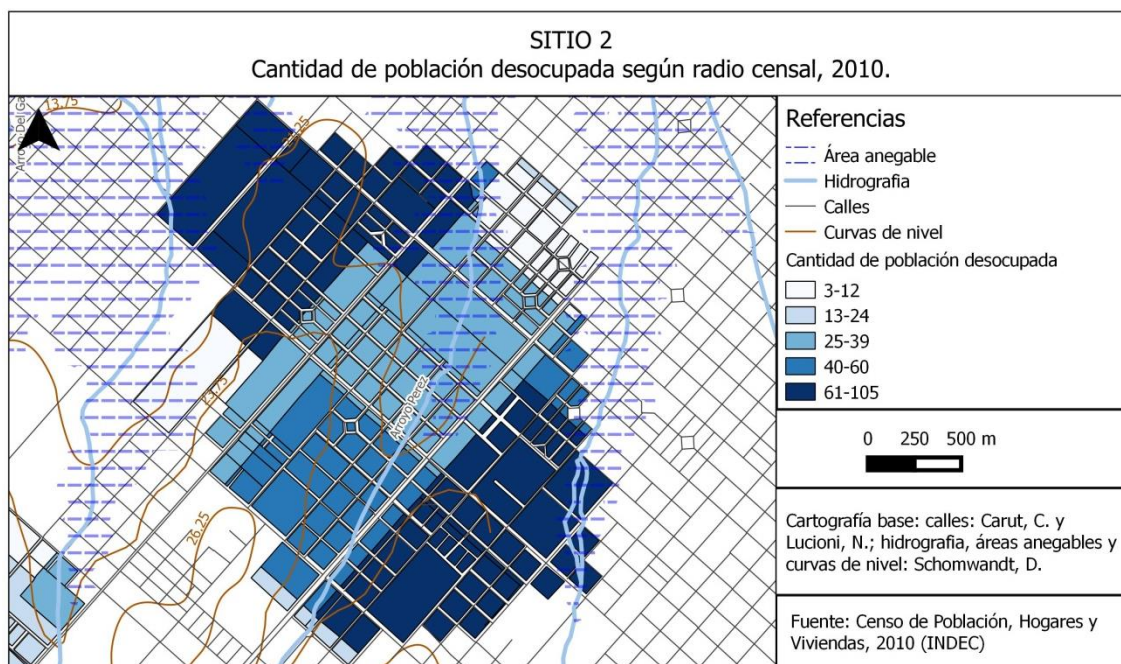 SITIO 2
Cantidad de población desocupada según radio censal, 2010.
13,75
Arroyo Del Ga
Arroyo Perez
13,75
26,25
Referencias
Área anegable
Hidrografia
Calles
Curvas de nivel
Cantidad de población desocupada
3-12
13-24
25-39
40-60
61-105
0 250 500 m
Cartografía base: calles: Carut, C. y
Lucioni, N.; hidrografia, áreas anegables y
curvas de nivel: Schomwandt, D.
Fuente: Censo de Población, Hogares y
Viviendas, 2010 (INDEC)